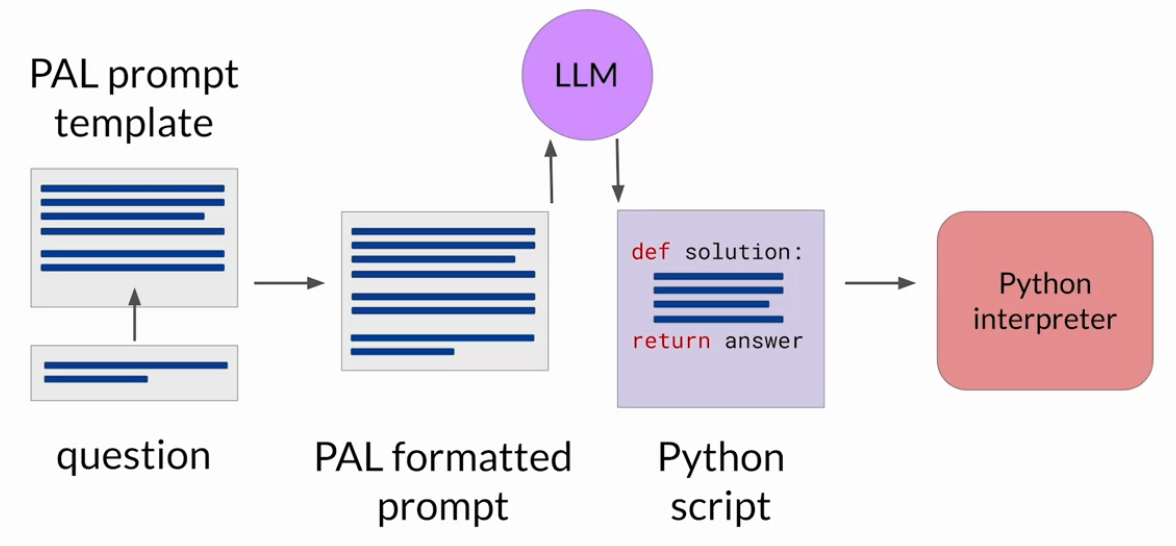 PAL prompt
template
question
PAL formatted
prompt
LLM
def solution:
return answer
Python
script
Python
interpreter